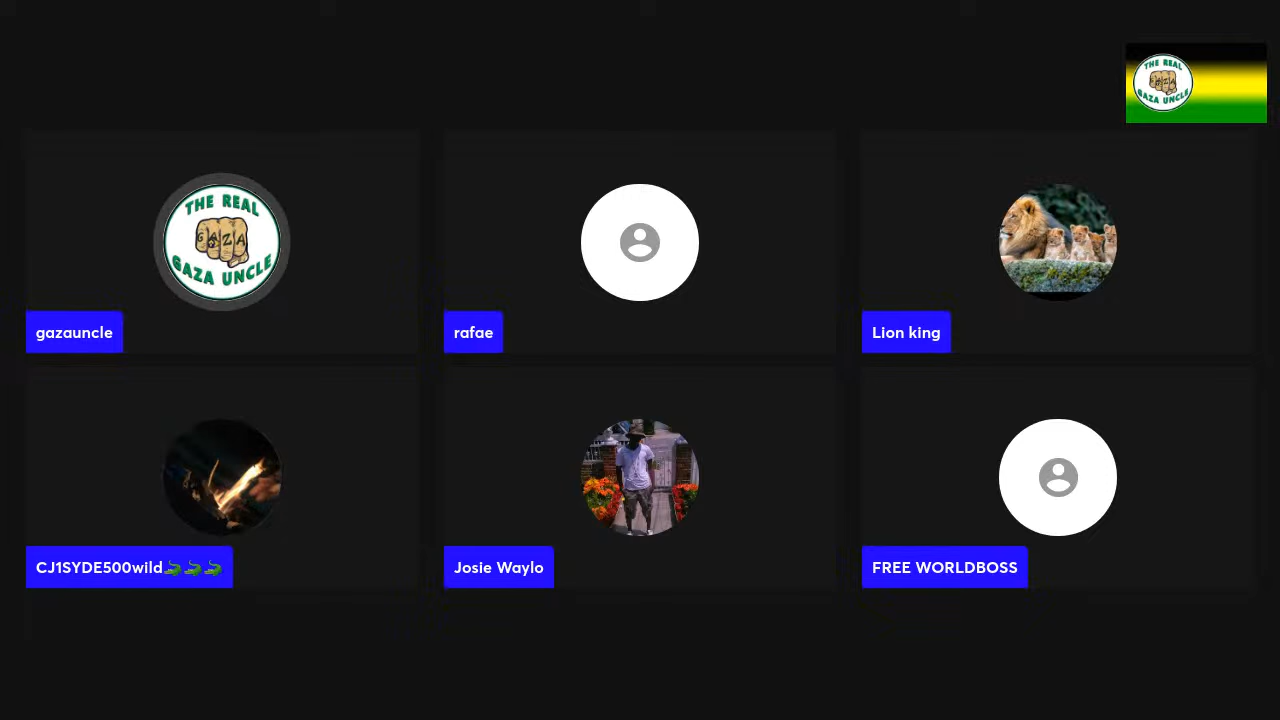 THE REAL
GAZA
GAZA UNCLE
THE REAL
GAZA
GAZA UNCLE
gazauncle
rafae
Lion king
CJ1SYDE500wild🐊🐊🐊
Josie Waylo
FREE WORLDBOSS